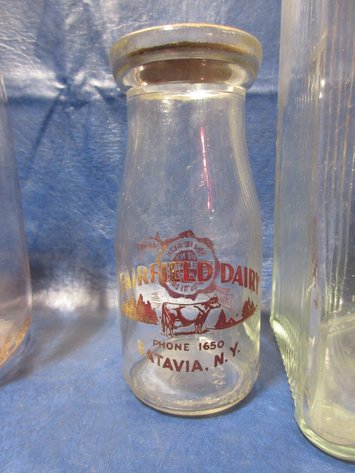 FAIRFIELD DAIRY
PHONE 1650
BATAVIA, N.Y.